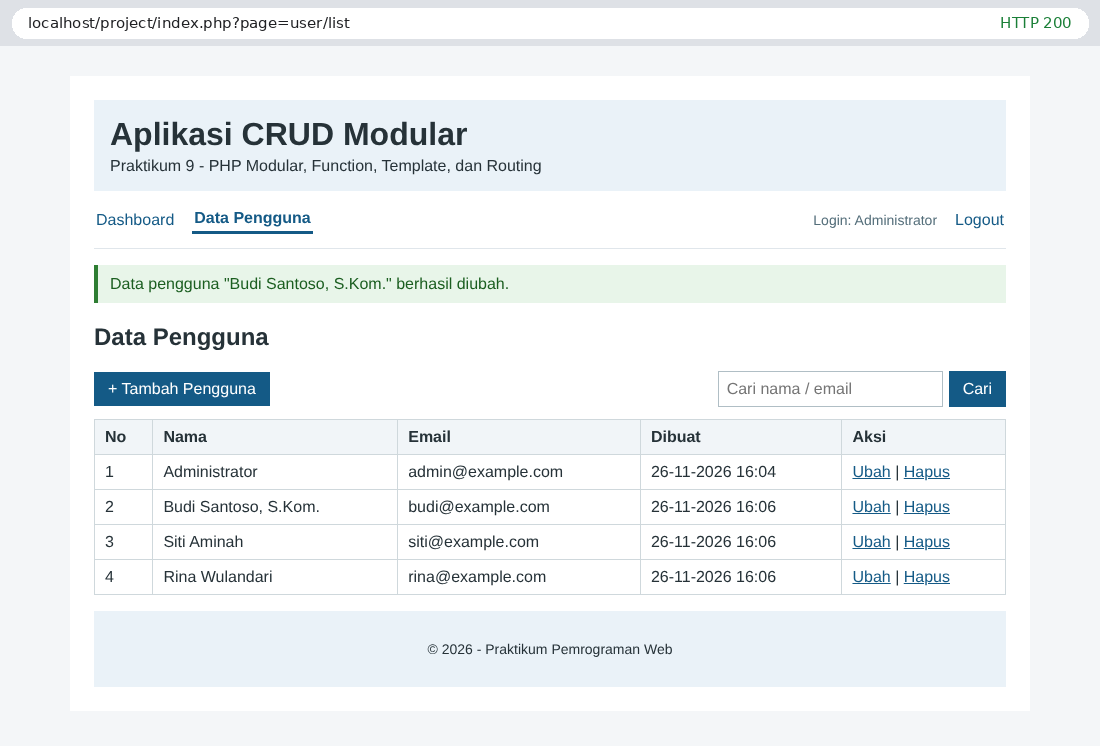 localhost/project/index.php?page=user/list HTTP 200
Aplikasi CRUD Modular
Praktikum 9 - PHP Modular, Function, Template, dan Routing
Dashboard Data Pengguna Login: Administrator Logout
Data pengguna "Budi Santoso, S.Kom." berhasil diubah.
Data Pengguna
+ Tambah Pengguna Cari nama / email Cari
No Nama Email Dibuat Aksi
1 Administrator admin@example.com 26-11-2026 16:04 Ubah | Hapus
2 Budi Santoso, S.Kom. budi@example.com 26-11-2026 16:06 Ubah | Hapus
3 Siti Aminah siti@example.com 26-11-2026 16:06 Ubah | Hapus
4 Rina Wulandari rina@example.com 26-11-2026 16:06 Ubah | Hapus
© 2026 - Praktikum Pemrograman Web